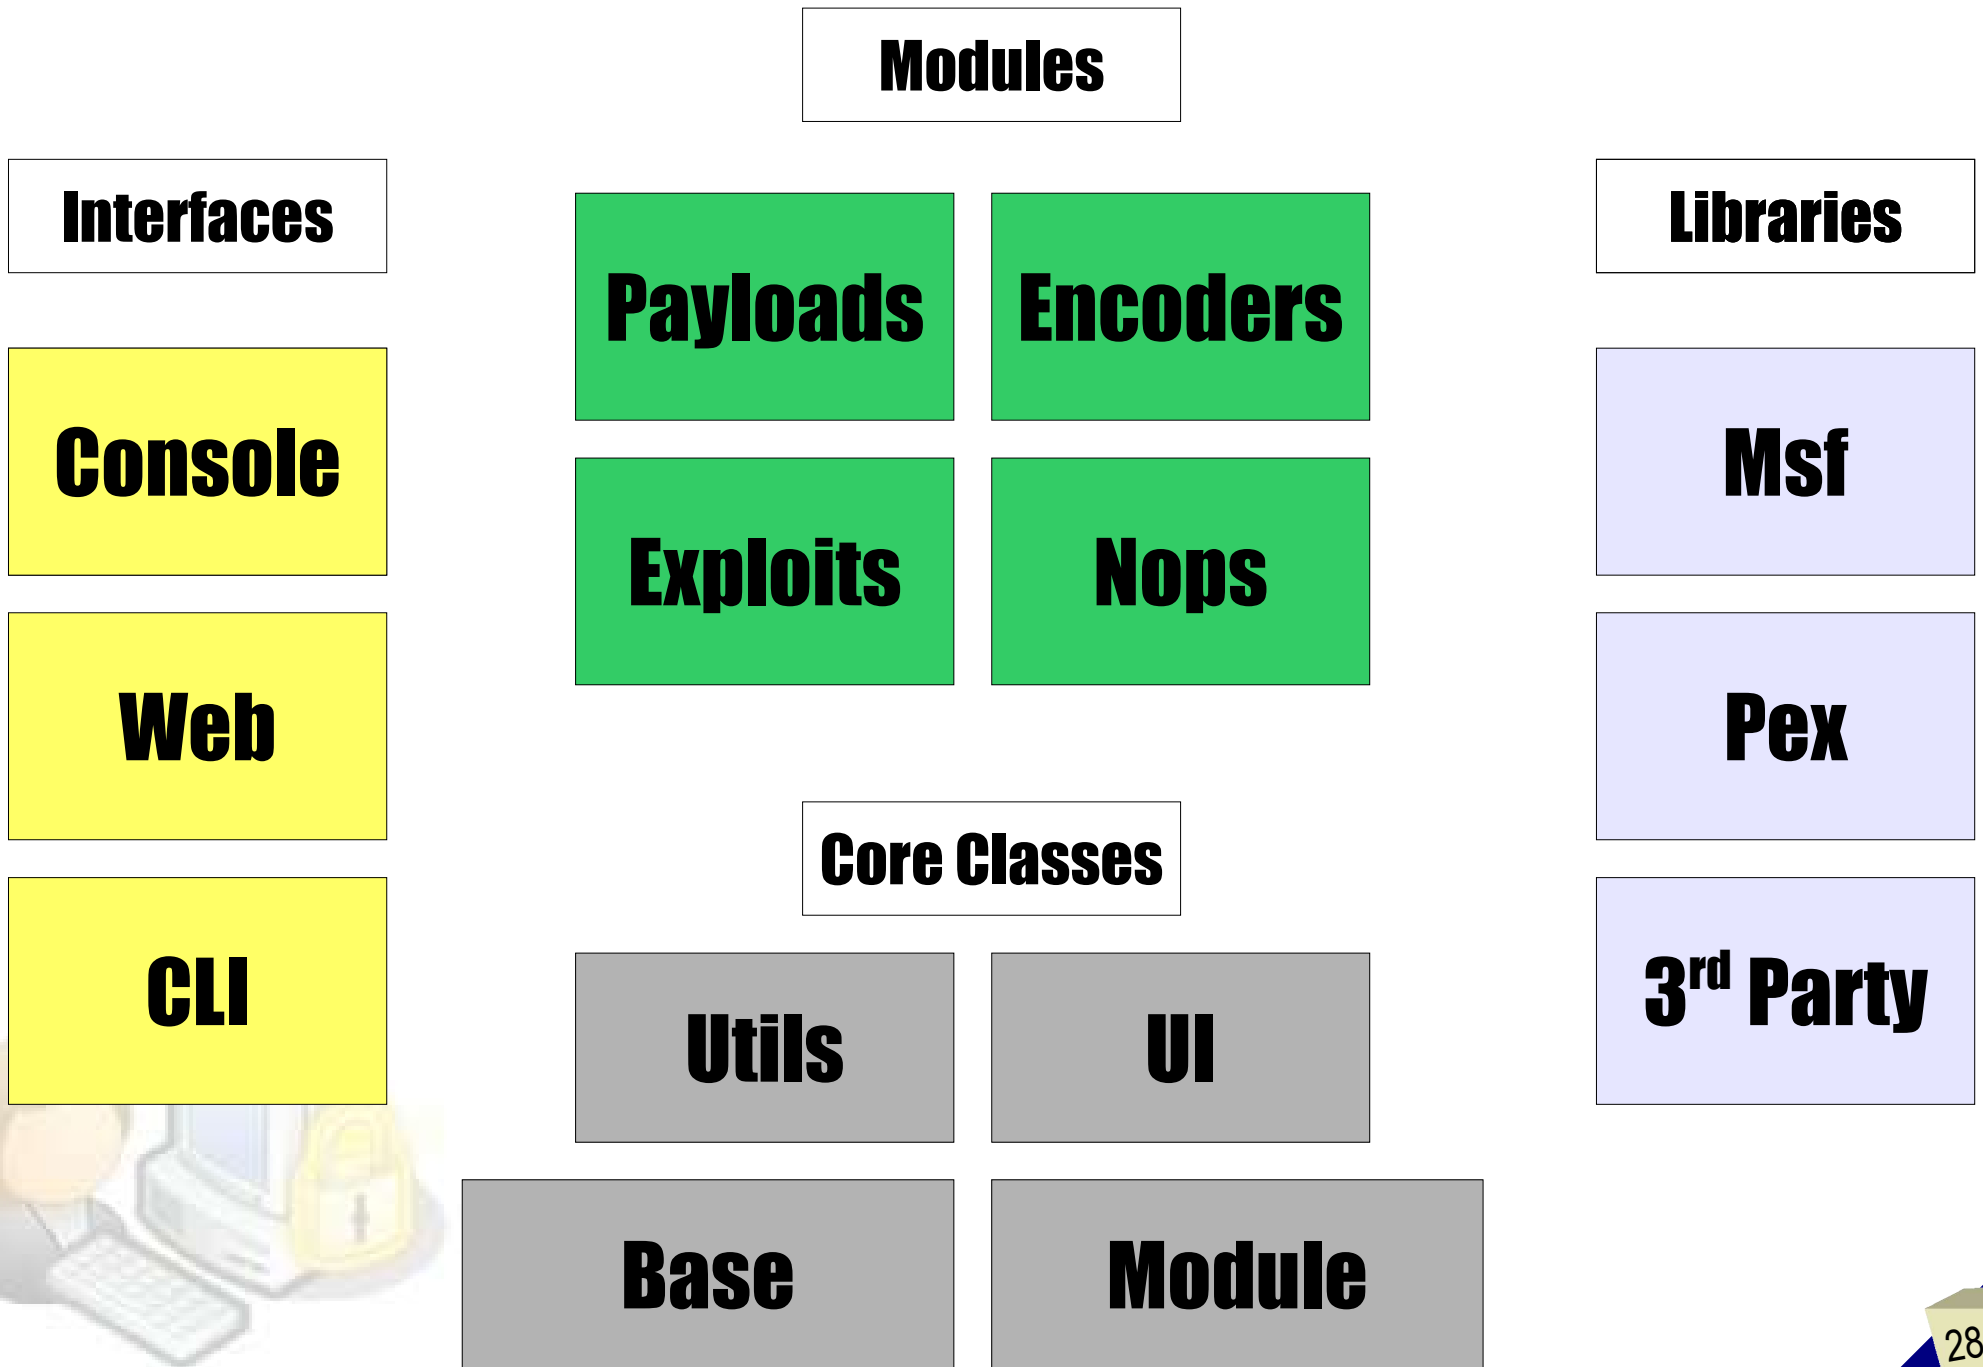 Modules
Interfaces
Console
Web
CLI
Payloads
Encoders
Exploits
Nops
Core Classes
Utils
UI
Base
Module
Libraries
Msf
Pex
3rd Party
28